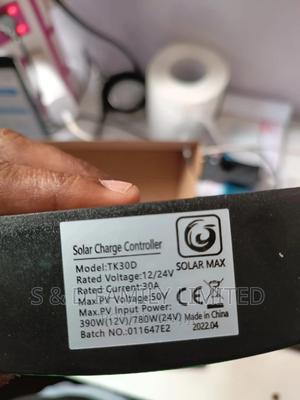 Solar Charge Controller
Model:TK30D
Rated Voltage:12/24V
Rated Current:30A
Max.PV Voltage:50V
Max.PV Input Power:
390W(12V)/780W(24V)
Batch NO.:011647E2
SOLAR MAX
CE
Made in China
2022.04
LIMITED